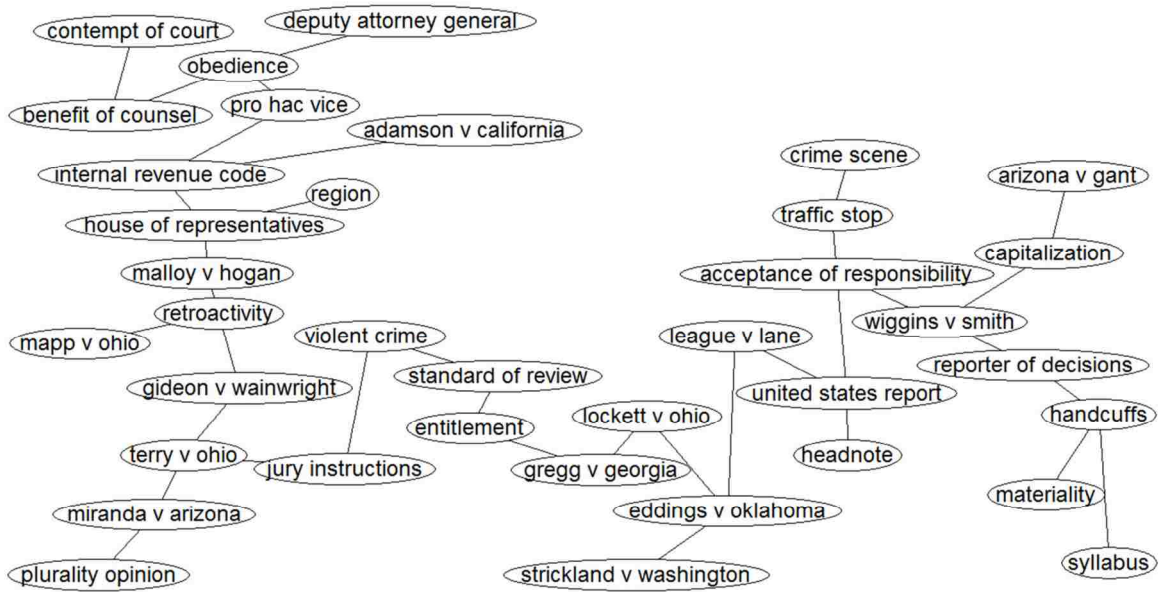 contempt of court
deputy attorney general
obedience
benefit of counsel
pro hac vice
adamson v california
internal revenue code
region
house of representatives
malloy v hogan
retroactivity
mapp v ohio
gideon v wainwright
terry v ohio
jury instructions
miranda v arizona
plurality opinion
violent crime
standard of review
entitlement
lockett v ohio
gregg v georgia
eddings v oklahoma
strickland v washington
league v lane
united states report
headnote
crime scene
traffic stop
acceptance of responsibility
arizona v gant
capitalization
wiggins v smith
reporter of decisions
handcuffs
materiality
syllabus